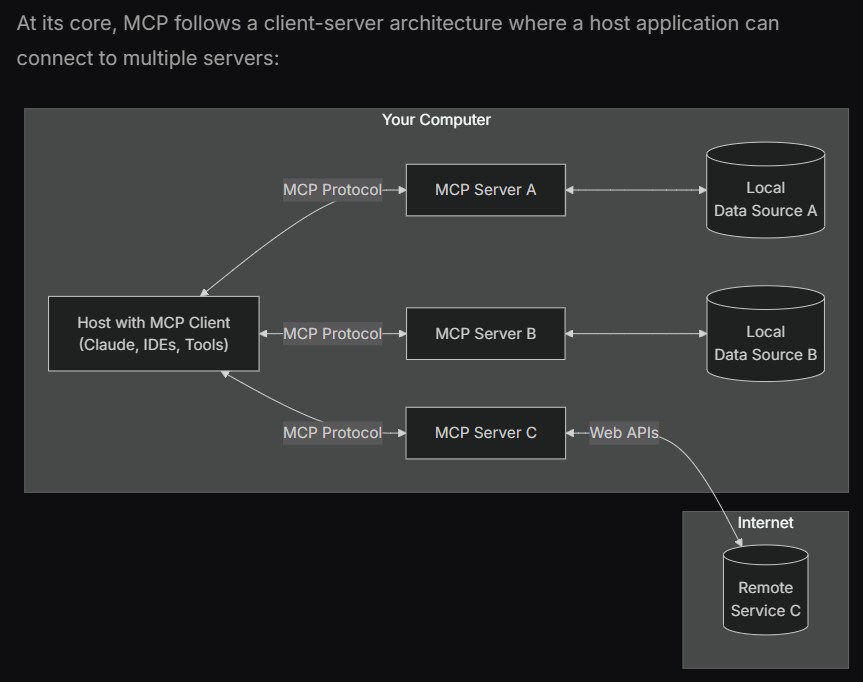 At its core, MCP follows a client-server architecture where a host application can
connect to multiple servers:
Your Computer
MCP Protocol
MCP Server A
Local
Data Source A
Host with MCP Client
(Claude, IDEs, Tools)
MCP Protocol
MCP Server B
Local
Data Source B
MCP Protocol
MCP Server C
Web APIs
Internet
Remote
Service C